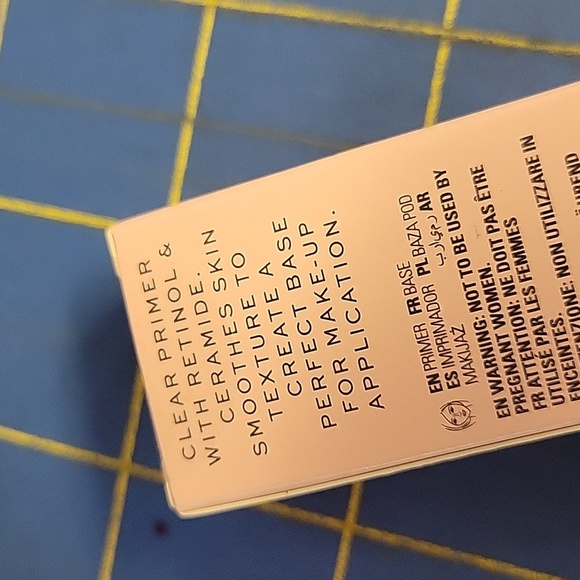 CLEAR PRIMER
WITH RETINOL &
CERAMIDE.
SMOOTHES SKIN
TEXTURE TO
CREATE A
PERFECT BASE
FOR MAKE-UP
APPLICATION.
EN PRIMER FR BASE
ES IMPRIMADOR PL BAZA POD
MAKIJAŻ AR برايمر
EN WARNING: NOT TO BE USED BY
PREGNANT WOMEN.
FR ATTENTION: NE DOIT PAS ÊTRE
UTILISÉ PAR LES FEMMES
ENCEINTES.
NON UTILIZZARE IN